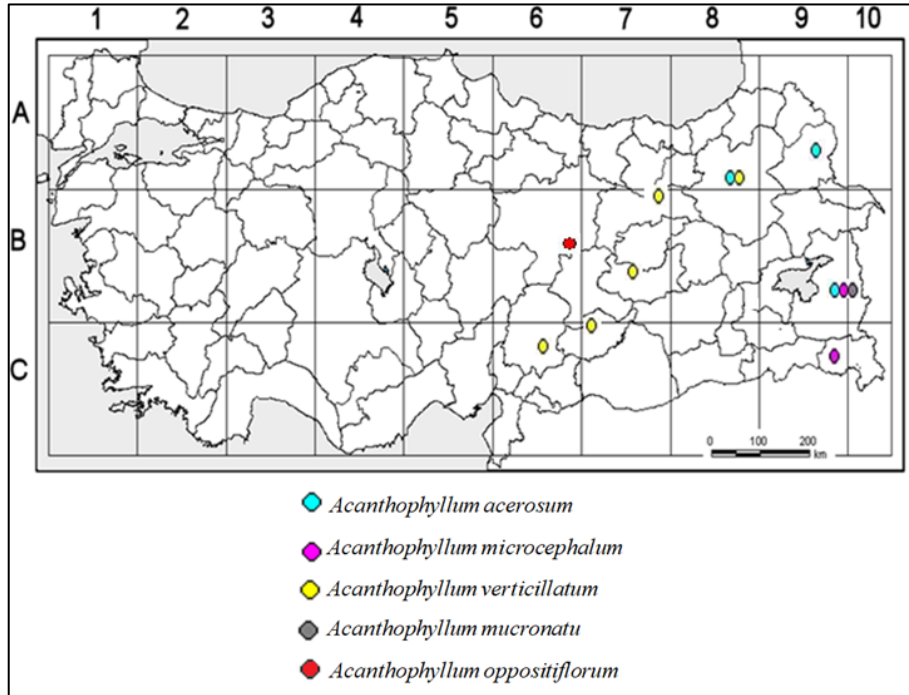 1 2 3 4 5 6 7 8 9 10
A
B
C
0 100 200
km
Acanthophyllum acerosum
Acanthophyllum microcephalum
Acanthophyllum verticillatum
Acanthophyllum mucronatu
Acanthophyllum oppositiflorum